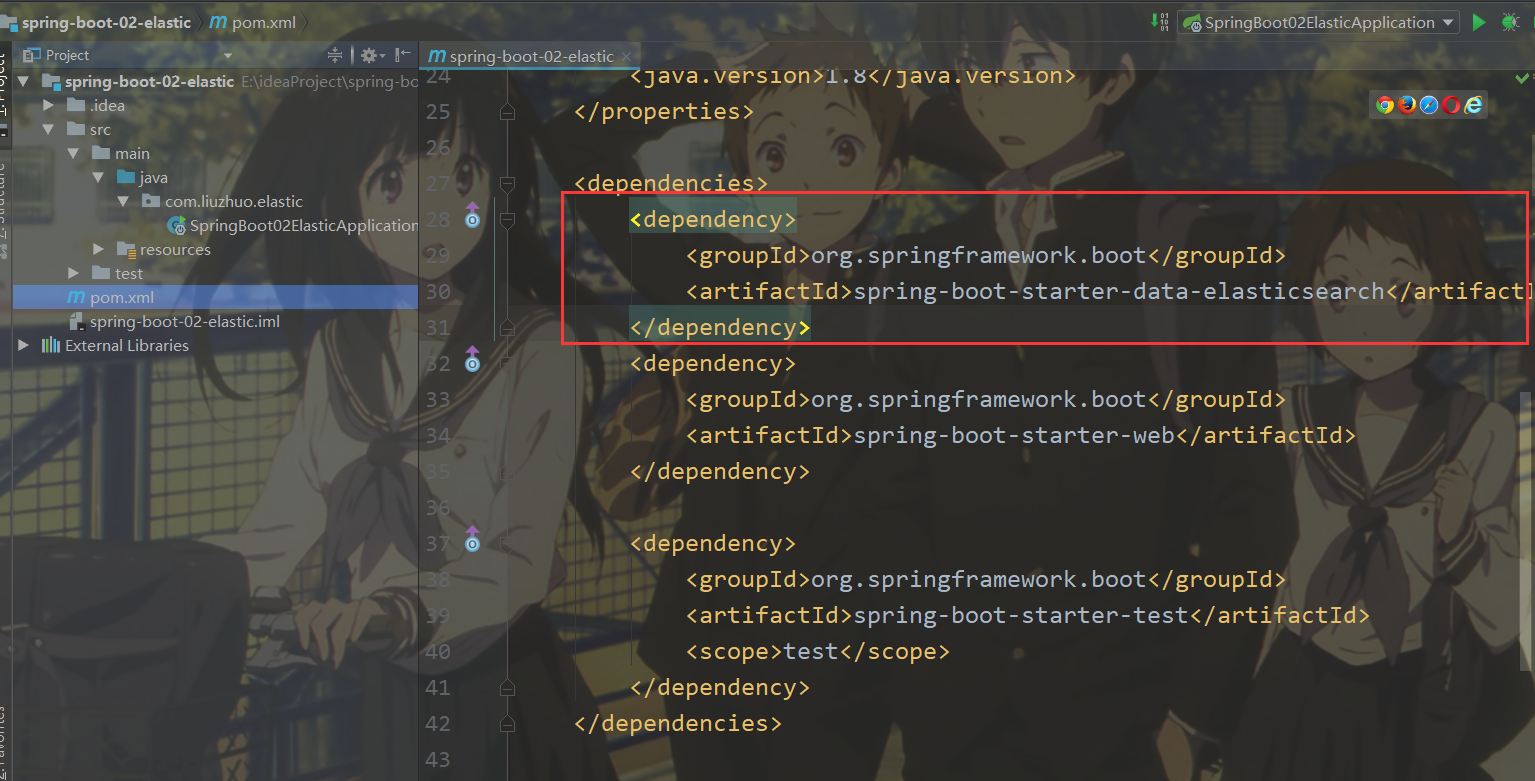 spring-boot-02-elastic
pom.xml
SpringBoot02ElasticApplication
Project
spring-boot-02-elastic E:\ideaProject\spring-bo
.idea
src
main
java
com.liuzhuo.elastic
SpringBoot02ElasticApplication
resources
test
pom.xml
spring-boot-02-elastic.iml
External Libraries
spring-boot-02-elastic
24 <java.version>1.8</java.version>
25 </properties>
26
27 <dependencies>
28 <dependency>
29 <groupId>org.springframework.boot</groupId>
30 <artifactId>spring-boot-starter-data-elasticsearch</artifactI
31 </dependency>
32 <dependency>
33 <groupId>org.springframework.boot</groupId>
34 <artifactId>spring-boot-starter-web</artifactId>
35 </dependency>
36
37 <dependency>
38 <groupId>org.springframework.boot</groupId>
39 <artifactId>spring-boot-starter-test</artifactId>
40 <scope>test</scope>
41 </dependency>
42 </dependencies>
43